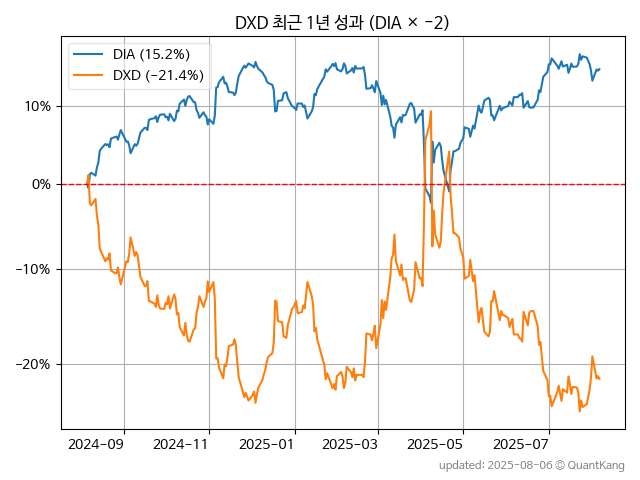 DXD 최근 1년 성과 (DIA × −2)
DIA (15.2%)
DXD (−21.4%)
10%
0%
−10%
−20%
2024-09 2024-11 2025-01 2025-03 2025-05 2025-07
updated: 2025-08-06 © QuantKang